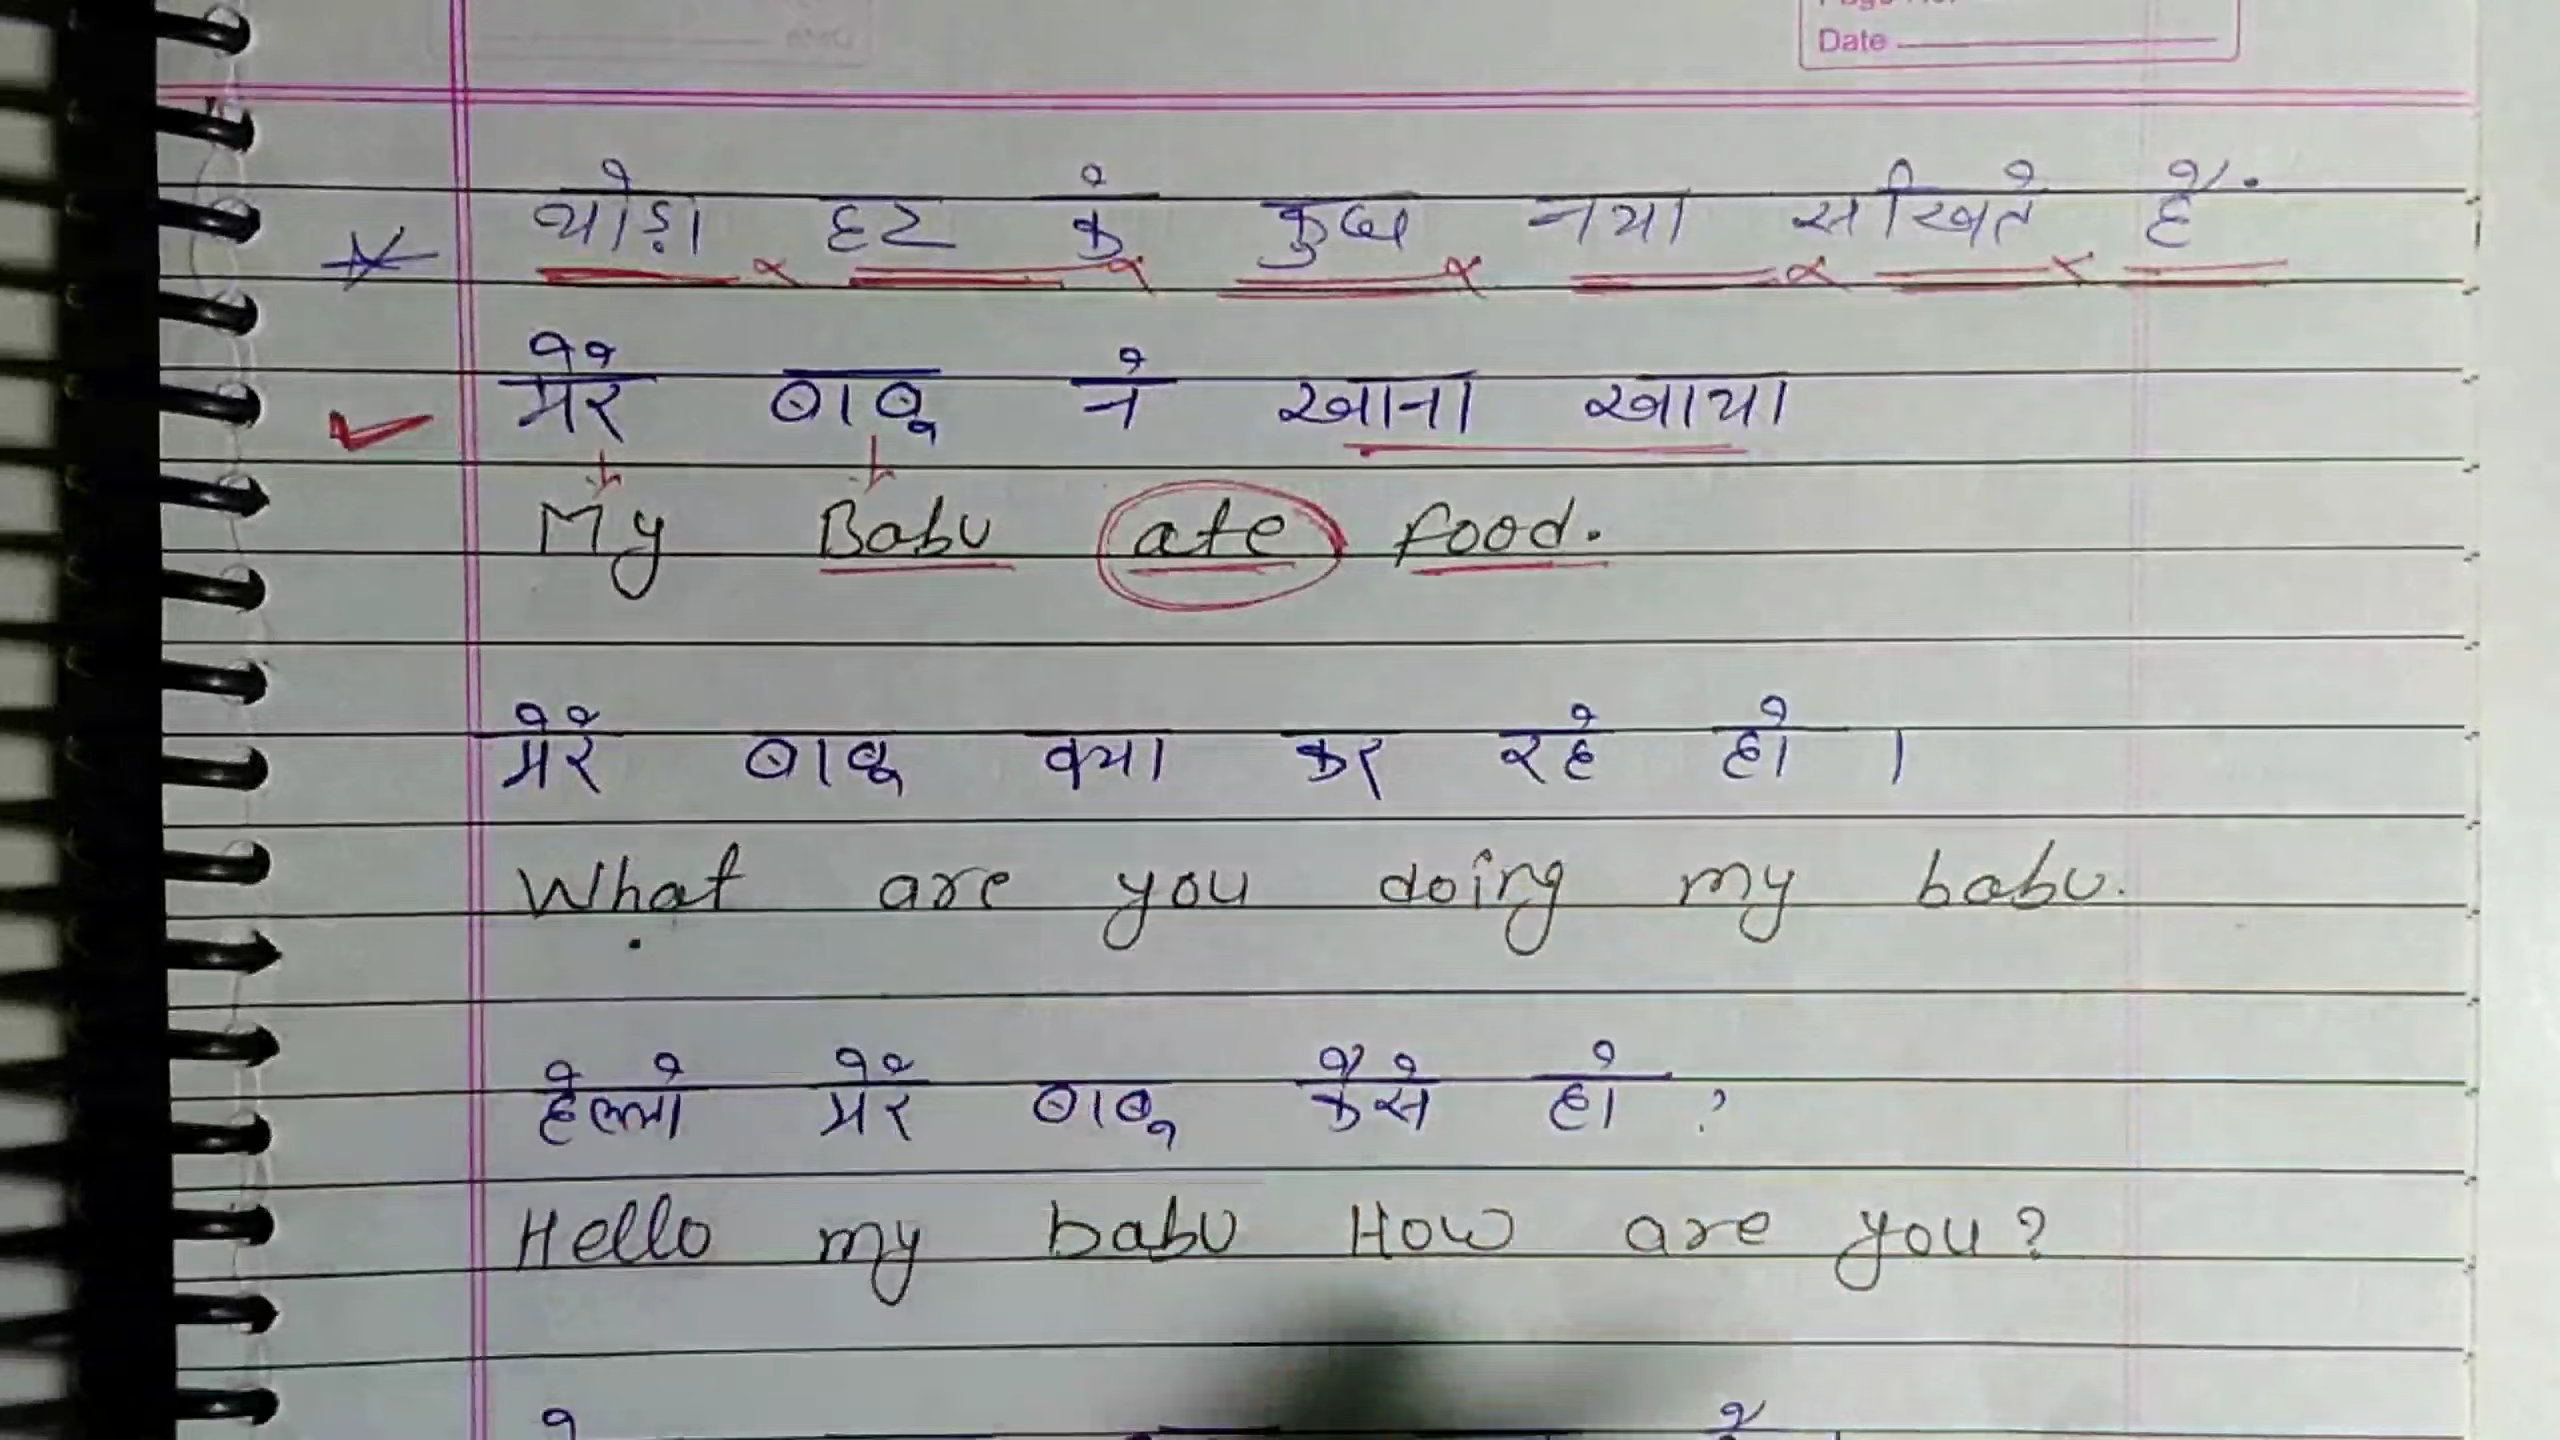 Date
थोड़ा हट के कुछ नया सीखते है.
मेरे बाबू ने खाना खाया
My Babu ate food.
मेरे बाबू क्या कर रहे हो ।
What are you doing my babu.
हेल्लो मेरे बाबू कैसे हो ?
Hello my babu How are you?